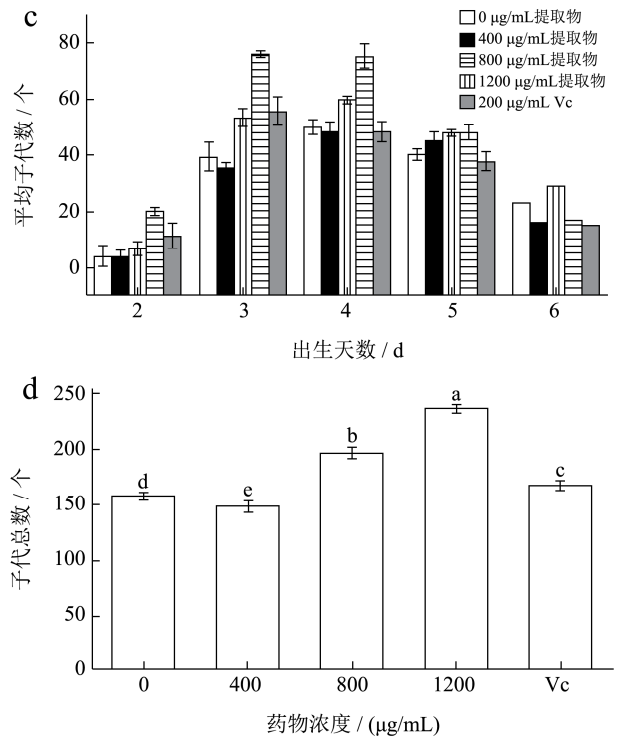 c
0 μg/mL提取物
400 μg/mL提取物
800 μg/mL提取物
1200 μg/mL提取物
200 μg/mL Vc
平均子代数 / 个
80
60
40
20
0
2 3 4 5 6
出生天数 / d
d
子代总数 / 个
250
200
150
100
50
0
d e b a c
0 400 800 1200 Vc
药物浓度 / (μg/mL)